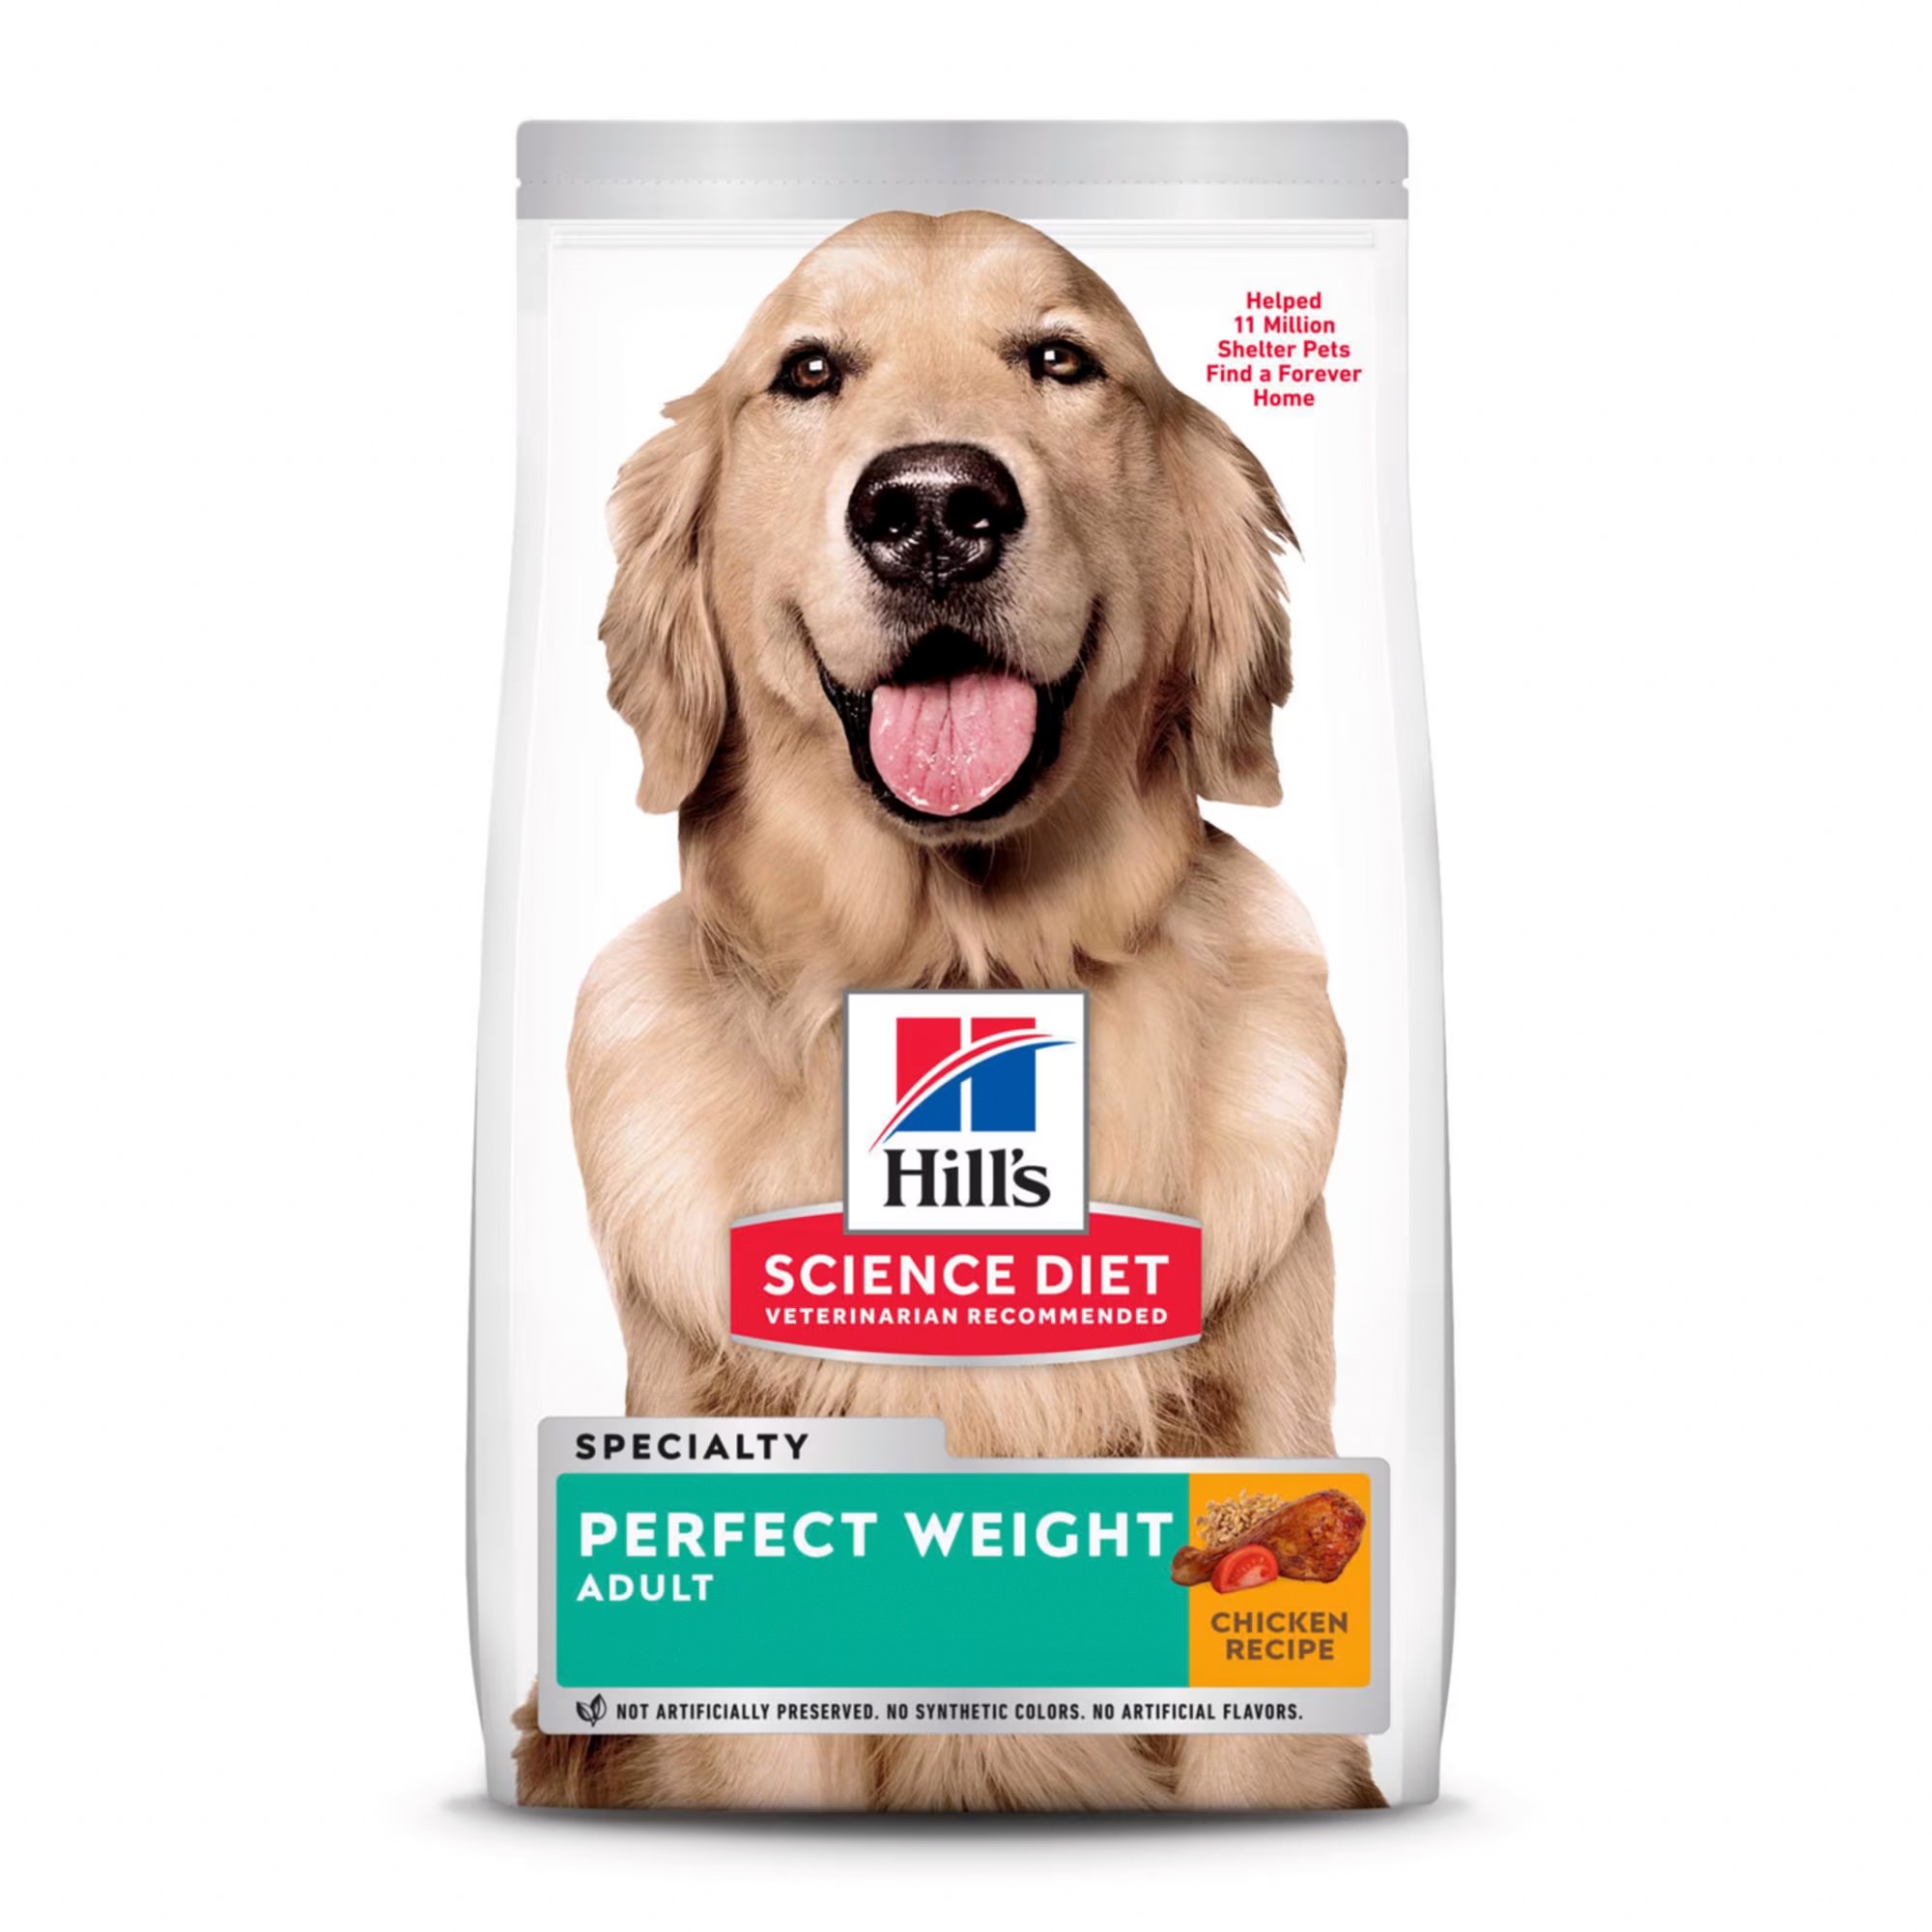 Helped
11 Million
Shelter Pets
Find a Forever
Home
Hill's
SCIENCE DIET
VETERINARIAN RECOMMENDED
SPECIALTY
PERFECT WEIGHT
ADULT
CHICKEN
RECIPE
NOT ARTIFICIALLY PRESERVED. NO SYNTHETIC COLORS. NO ARTIFICIAL FLAVORS.